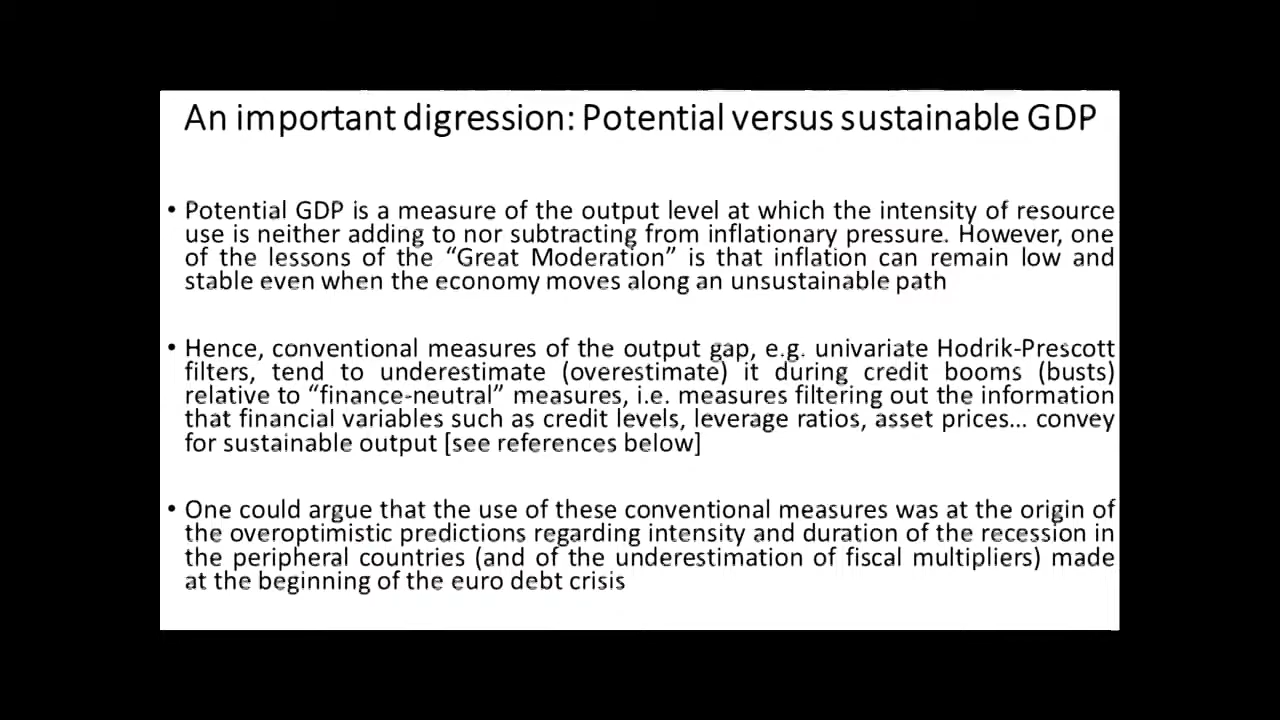 An important digression: Potential versus sustainable GDP
• Potential GDP is a measure of the output level at which the intensity of resource
use is neither adding to nor subtracting from inflationary pressure. However, one
of the lessons of the “Great Moderation” is that inflation can remain low and
stable even when the economy moves along an unsustainable path
• Hence, conventional measures of the output gap, e.g. univariate Hodrik-Prescott
filters, tend to underestimate (overestimate) it during credit booms (busts)
relative to “finance-neutral” measures, i.e. measures filtering out the information
that financial variables such as credit levels, leverage ratios, asset prices… convey
for sustainable output [see references below]
• One could argue that the use of these conventional measures was at the origin of
the overoptimistic predictions regarding intensity and duration of the recession in
the peripheral countries (and of the underestimation of fiscal multipliers) made
at the beginning of the euro debt crisis